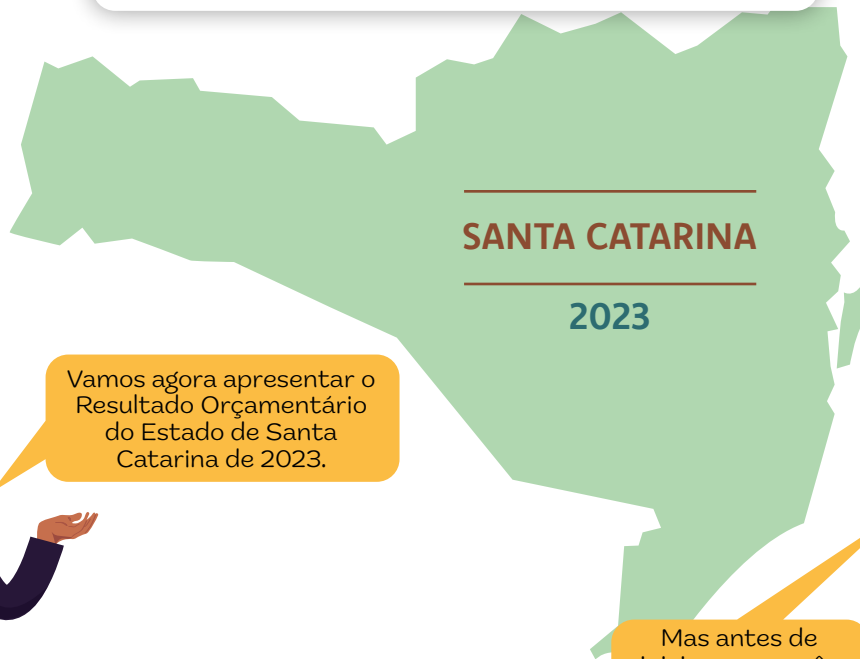 SANTA CATARINA
2023
Vamos agora apresentar o
Resultado Orçamentário
do Estado de Santa
Catarina de 2023.
Mas antes de